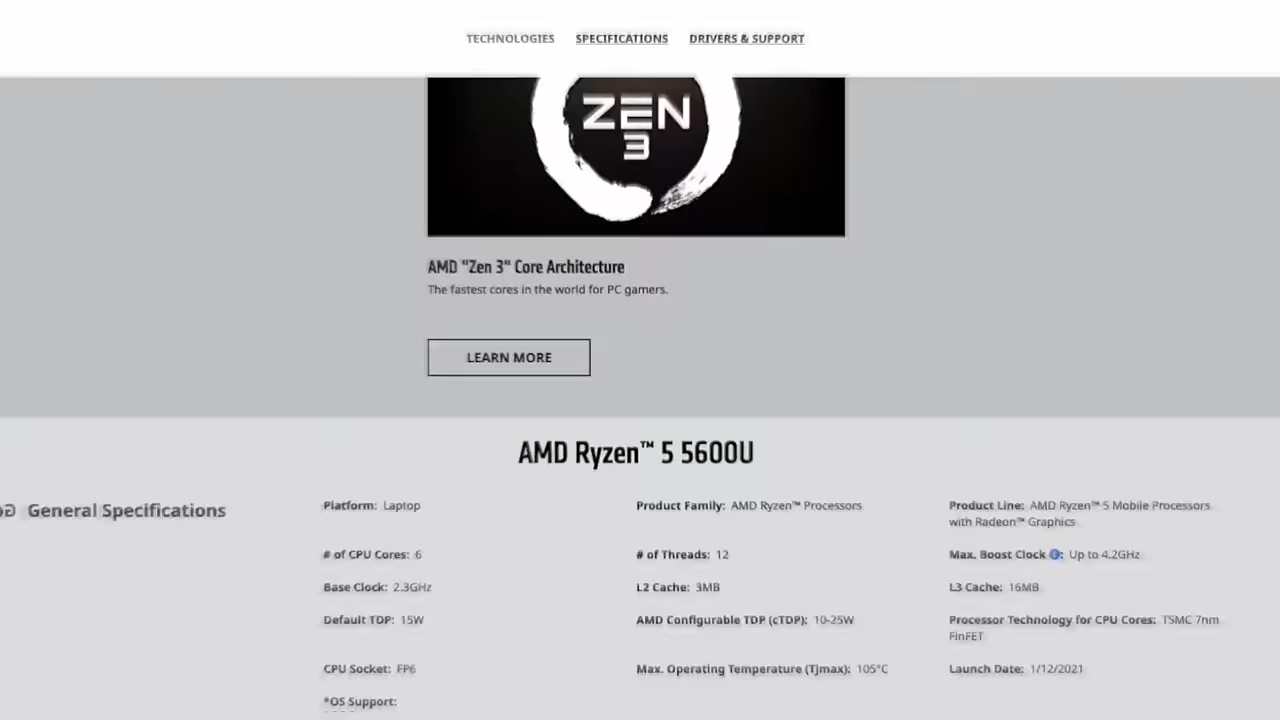 TECHNOLOGIES SPECIFICATIONS DRIVERS & SUPPORT
ZEN
3
AMD "Zen 3" Core Architecture
The fastest cores in the world for PC gamers.
LEARN MORE
AMD Ryzen™ 5 5600U
General Specifications
Platform: Laptop
Product Family: AMD Ryzen™ Processors
Product Line: AMD Ryzen™ 5 Mobile Processors
with Radeon™ Graphics
# of CPU Cores: 6
# of Threads: 12
Max. Boost Clock : Up to 4.2GHz
Base Clock: 2.3GHz
L2 Cache: 3MB
L3 Cache: 16MB
Default TDP: 15W
AMD Configurable TDP (cTDP): 10-25W
Processor Technology for CPU Cores: TSMC 7nm
FinFET
CPU Socket: FP6
Max. Operating Temperature (Tjmax): 105°C
Launch Date: 1/12/2021
*OS Support: